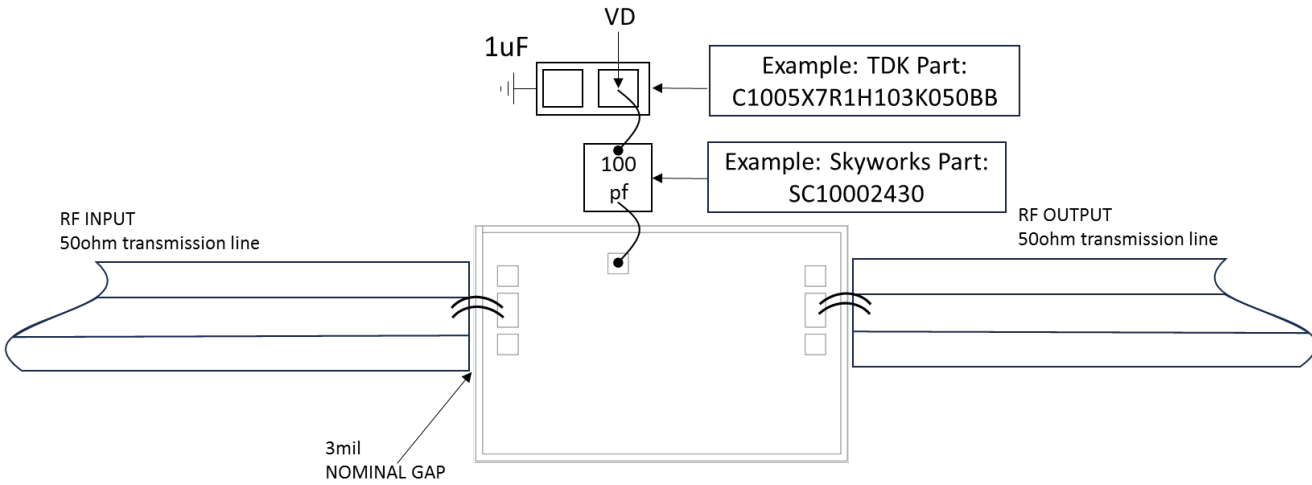 VD
1uF
Example: TDK Part:
C1005X7R1H103K050BB
100
pf
Example: Skyworks Part:
SC10002430
RF INPUT
50ohm transmission line
RF OUTPUT
50ohm transmission line
3mil
NOMINAL GAP